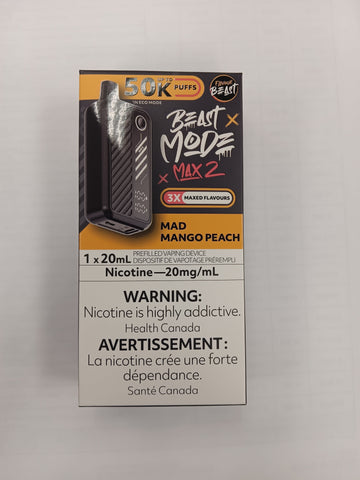 UP TO
50K PUFFS
IN ECO MODE
FLAVOUR
BEAST
BEAST
MODE
MAX 2
3X MAXED FLAVOURS
MAD
MANGO PEACH
1 x 20mL PREFILLED VAPING DEVICE
DISPOSITIF DE VAPOTAGE PRÉREMPLI
Nicotine—20mg/mL
WARNING:
Nicotine is highly addictive.
Health Canada
AVERTISSEMENT:
La nicotine crée une forte
dépendance.
Santé Canada